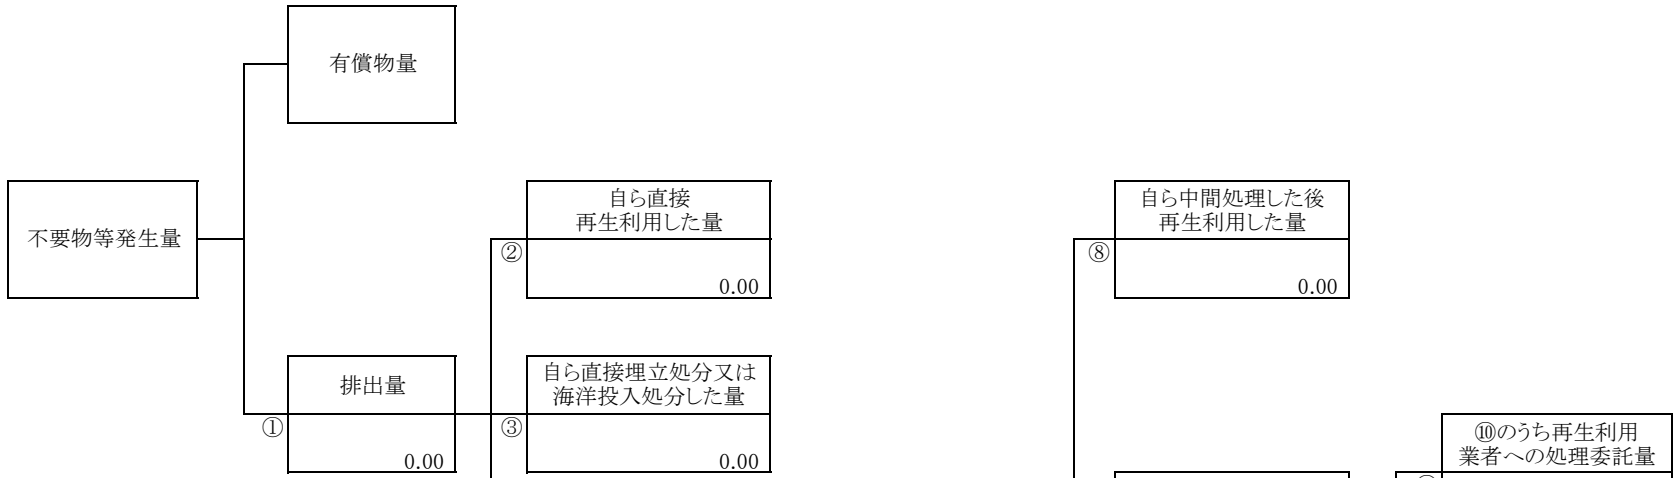 有償物量
不要物等発生量
自ら直接
再生利用した量
②
0.00
自ら中間処理した後
再生利用した量
⑧
0.00
排出量
①
0.00
自ら直接埋立処分又は
海洋投入処分した量
③
0.00
⑩のうち再生利用
業者への処理委託量